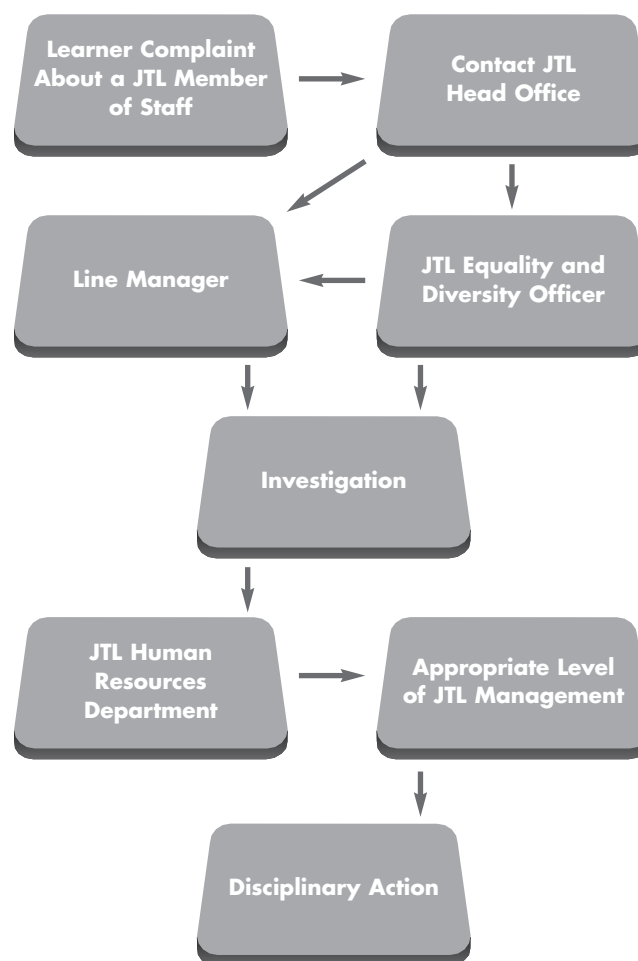 Learner Complaint
About a JTL Member
of Staff
Contact JTL
Head Office
Line Manager
JTL Equality and
Diversity Officer
Investigation
JTL Human
Resources
Department
Appropriate Level
of JTL Management
Disciplinary Action